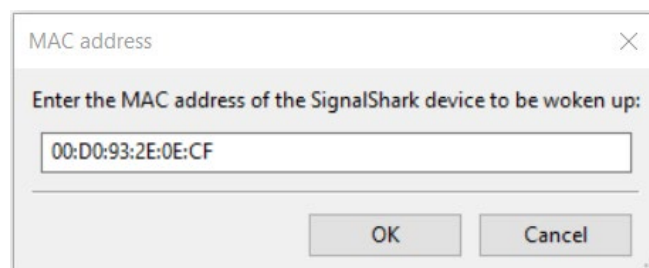 MAC address
Enter the MAC address of the SignalShark device to be woken up:
00:D0:93:2E:0E:CF
OK
Cancel